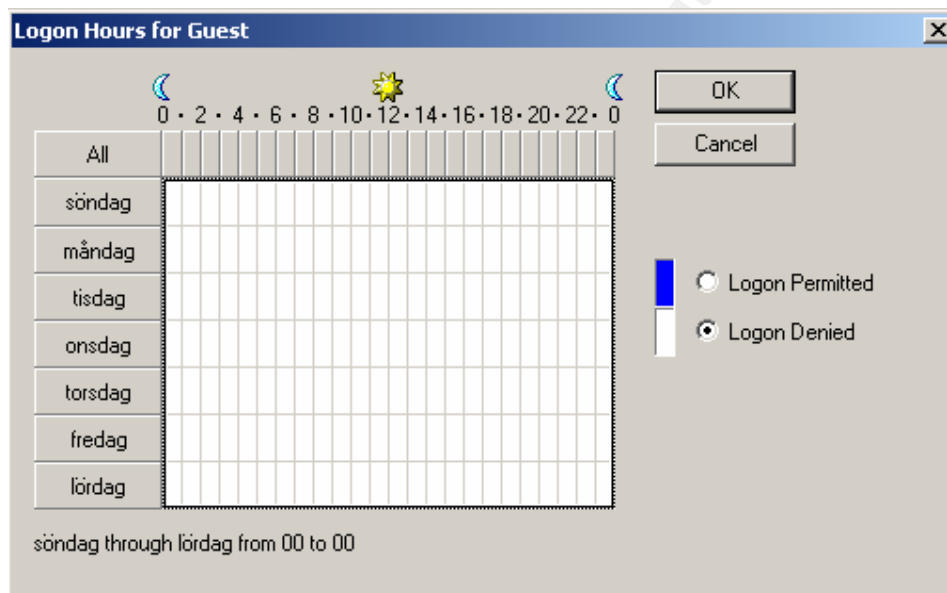 Logon Hours for Guest
0 · 2 · 4 · 6 · 8 · 10 · 12 · 14 · 16 · 18 · 20 · 22 · 0
OK
Cancel
All
söndag
måndag
tisdag
onsdag
torsdag
fredag
lördag
Logon Permitted
Logon Denied
söndag through lördag from 00 to 00